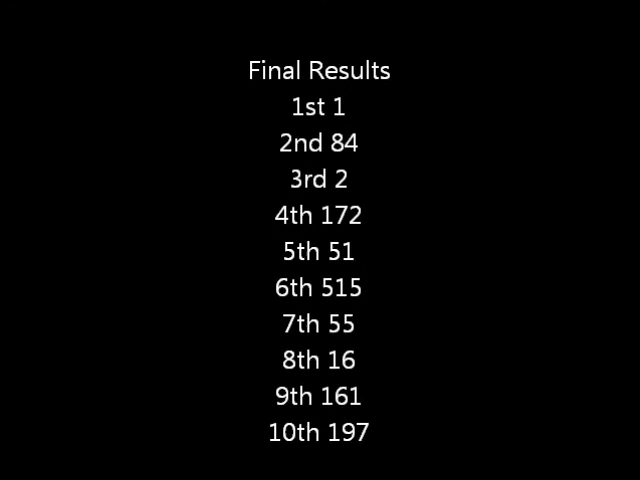 Final Results
1st 1
2nd 84
3rd 2
4th 172
5th 51
6th 515
7th 55
8th 16
9th 161
10th 197